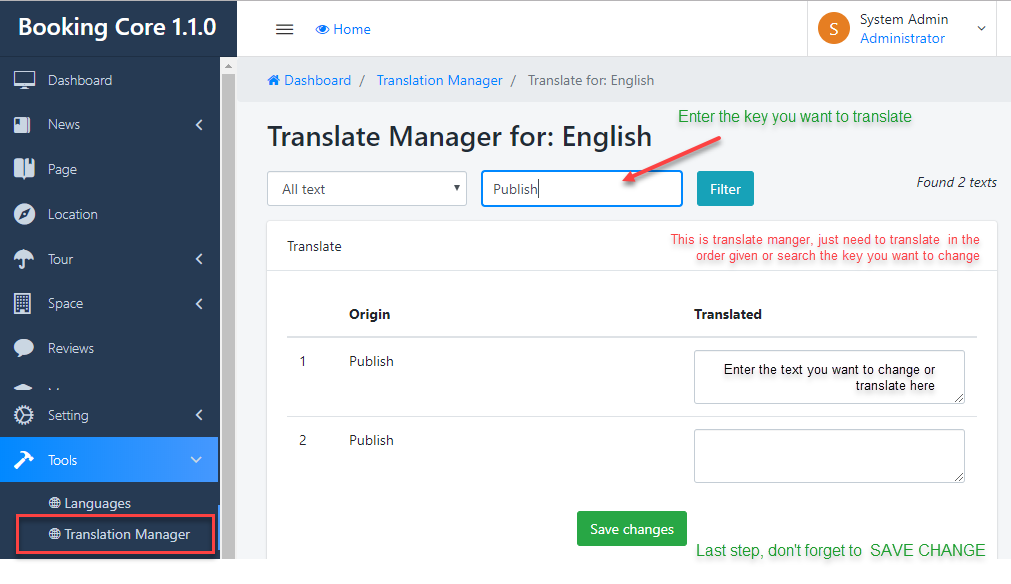 Booking Core 1.1.0
Home
S
System Admin
Administrator
Dashboard
News
Page
Location
Tour
Space
Reviews
Setting
Tools
Languages
Translation Manager
Dashboard / Translation Manager / Translate for: English
Enter the key you want to translate
Translate Manager for: English
All text
Publish
Filter
Found 2 texts
Translate
This is translate manger, just need to translate in the
order given or search the key you want to change
Origin Translated
1 Publish
Enter the text you want to change or
translate here
2 Publish
Save changes
Last step, don't forget to SAVE CHANGE